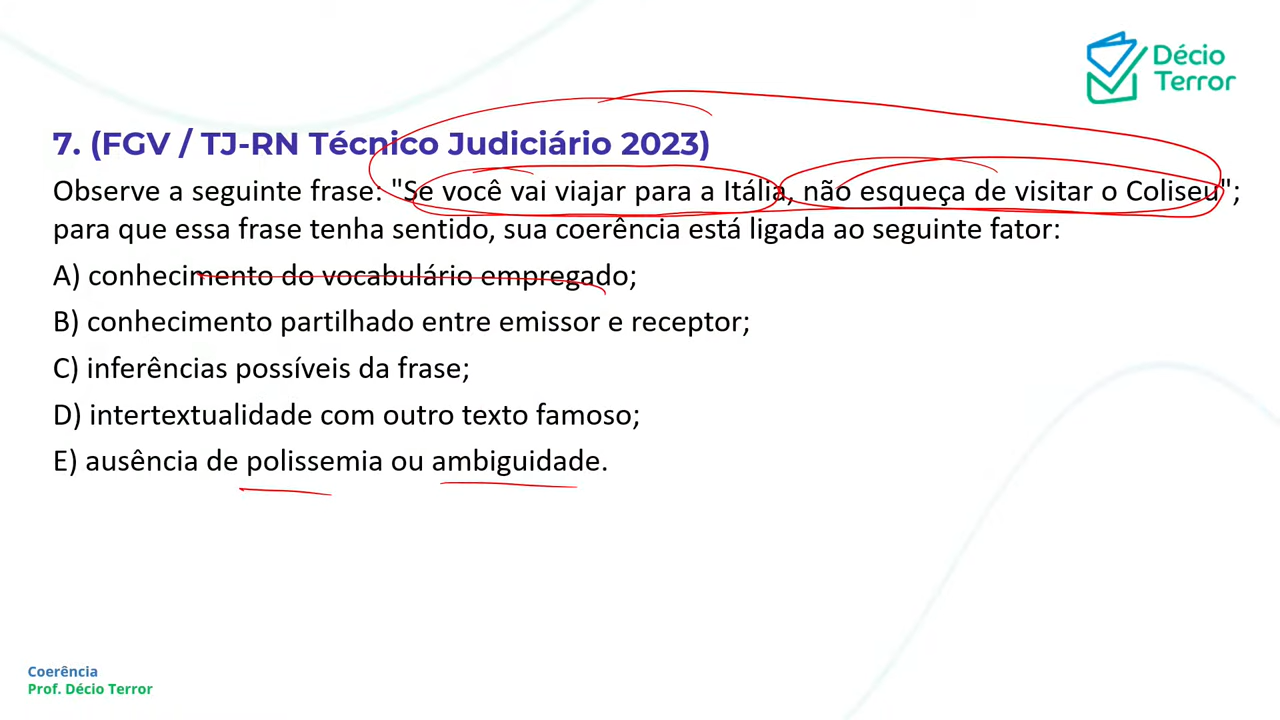 Décio
Terror
7. (FGV / TJ-RN Técnico Judiciário 2023)
Observe a seguinte frase: "Se você vai viajar para a Itália, não esqueça de visitar o Coliseu";
para que essa frase tenha sentido, sua coerência está ligada ao seguinte fator:
A) conhecimento do vocabulário empregado;
B) conhecimento partilhado entre emissor e receptor;
C) inferências possíveis da frase;
D) intertextualidade com outro texto famoso;
E) ausência de polissemia ou ambiguidade.
Coerência
Prof. Décio Terror